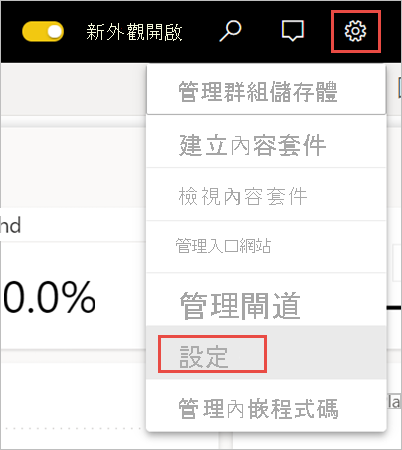 新外觀開啟
管理群組儲存體
建立內容套件
檢視內容套件
hd
管理入口網站
0.0%
管理閘道
設定
管理內嵌程式碼